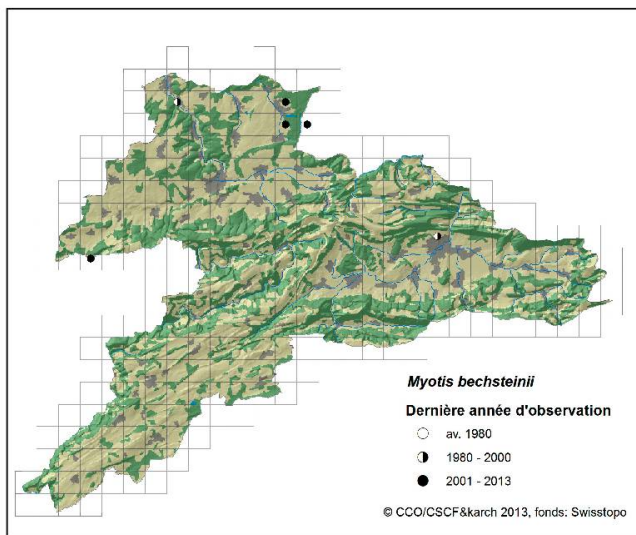 Myotis bechsteinii
Dernière année d'observation
av. 1980
1980 - 2000
2001 - 2013
© CCO/CSCF&karch 2013, fonds: Swisstopo